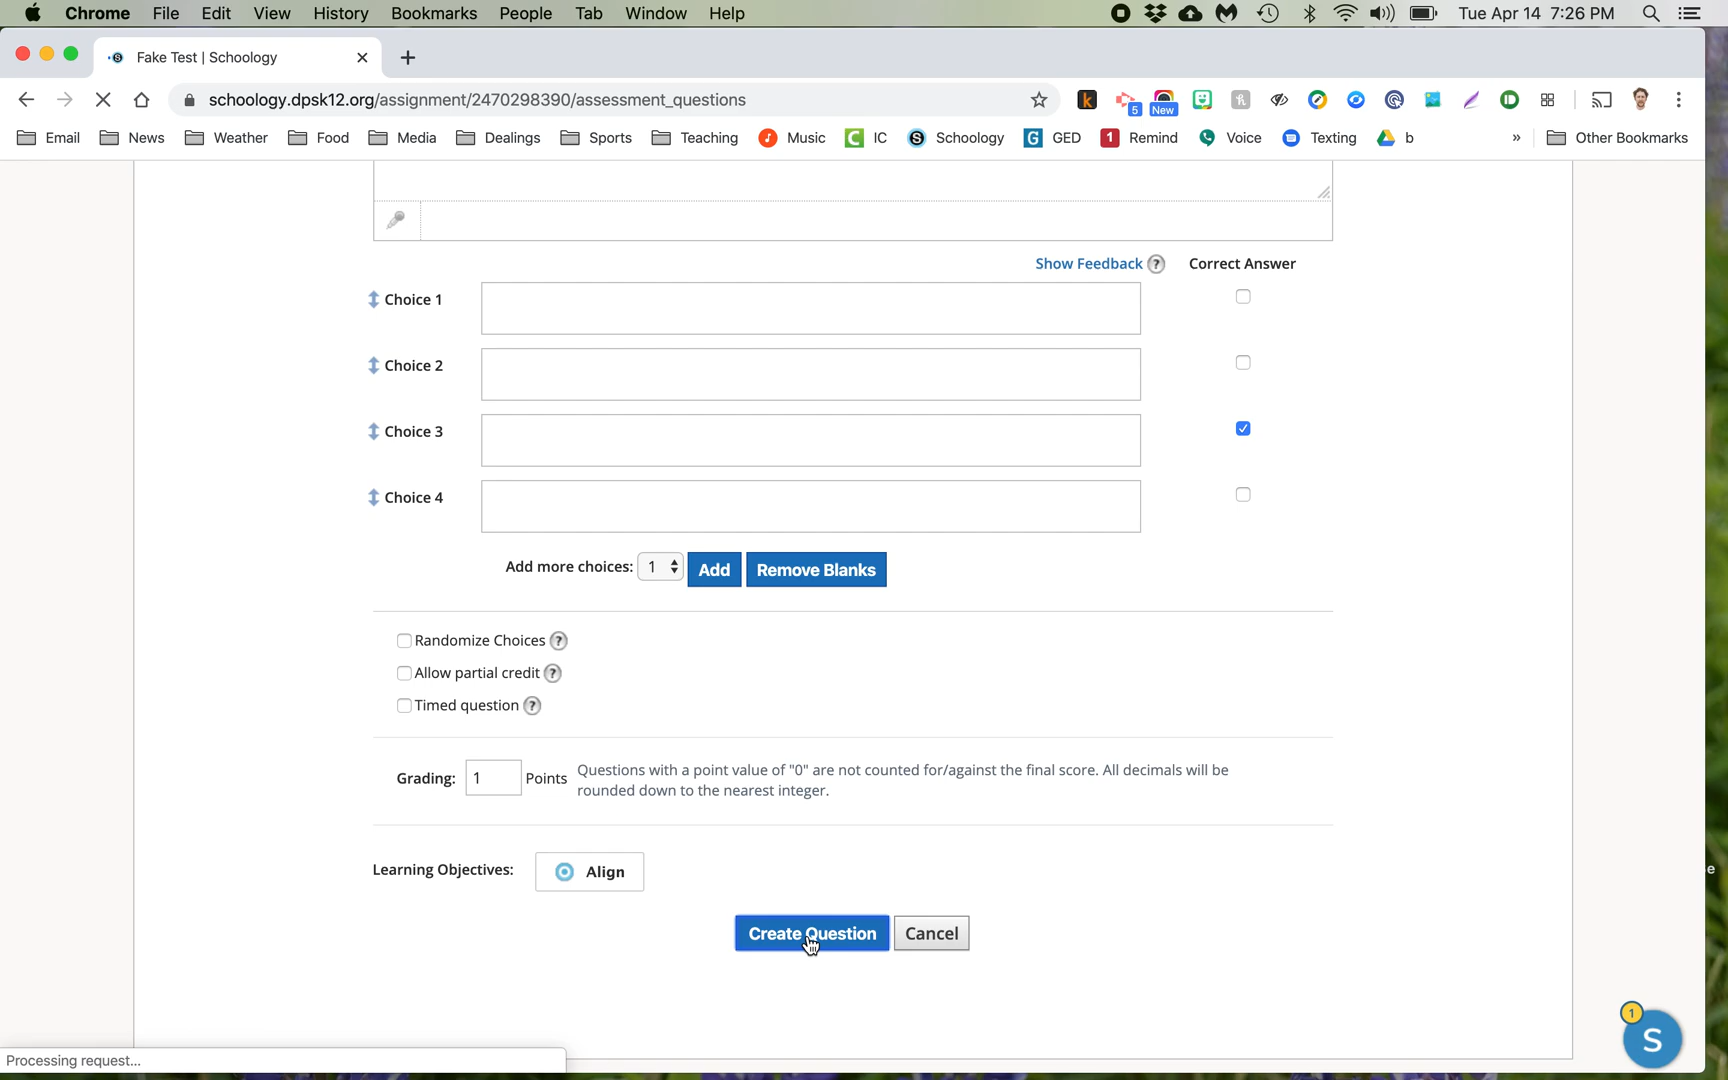 Chrome File Edit View History Bookmarks People Tab Window Help Tue Apr 14 7:26 PM
Fake Test | Schoology
schoology.dpsk12.org/assignment/2470298390/assessment_questions
5 New
Email News Weather Food Media Dealings Sports Teaching Music IC Schoology GED Remind Voice Texting b » Other Bookmarks
Show Feedback ? Correct Answer
Choice 1
Choice 2
Choice 3
Choice 4
Add more choices: 1 Add Remove Blanks
Randomize Choices ?
Allow partial credit ?
Timed question ?
Grading: 1 Points Questions with a point value of "0" are not counted for/against the final score. All decimals will be
rounded down to the nearest integer.
Learning Objectives: Align
Create Question Cancel
1
S
Processing request...